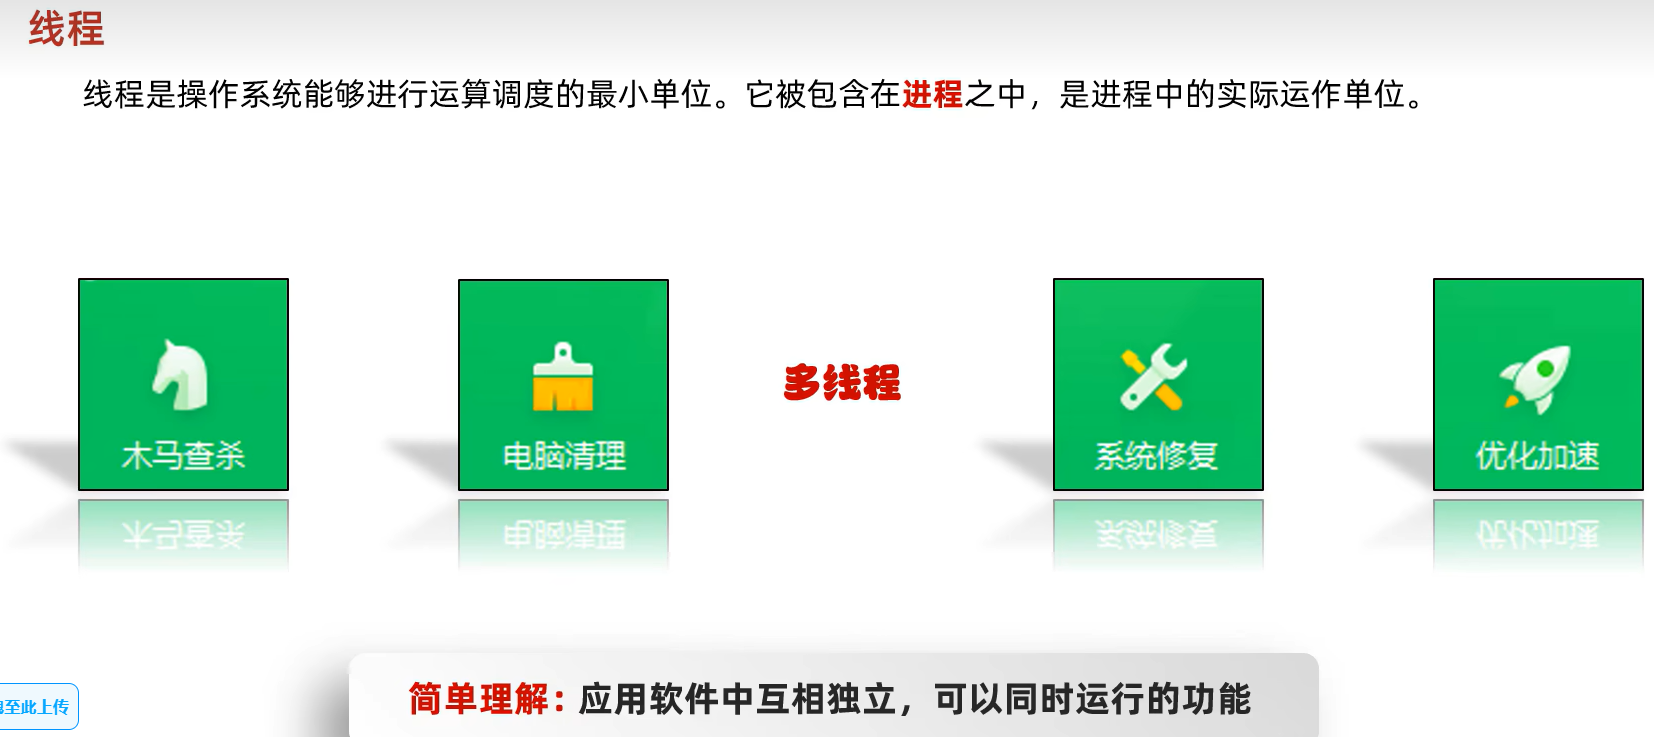 线程
线程是操作系统能够进行运算调度的最小单位。它被包含在进程之中，是进程中的实际运作单位。
木马查杀
电脑清理
多线程
系统修复
优化加速
简单理解：应用软件中互相独立，可以同时运行的功能
至此上传